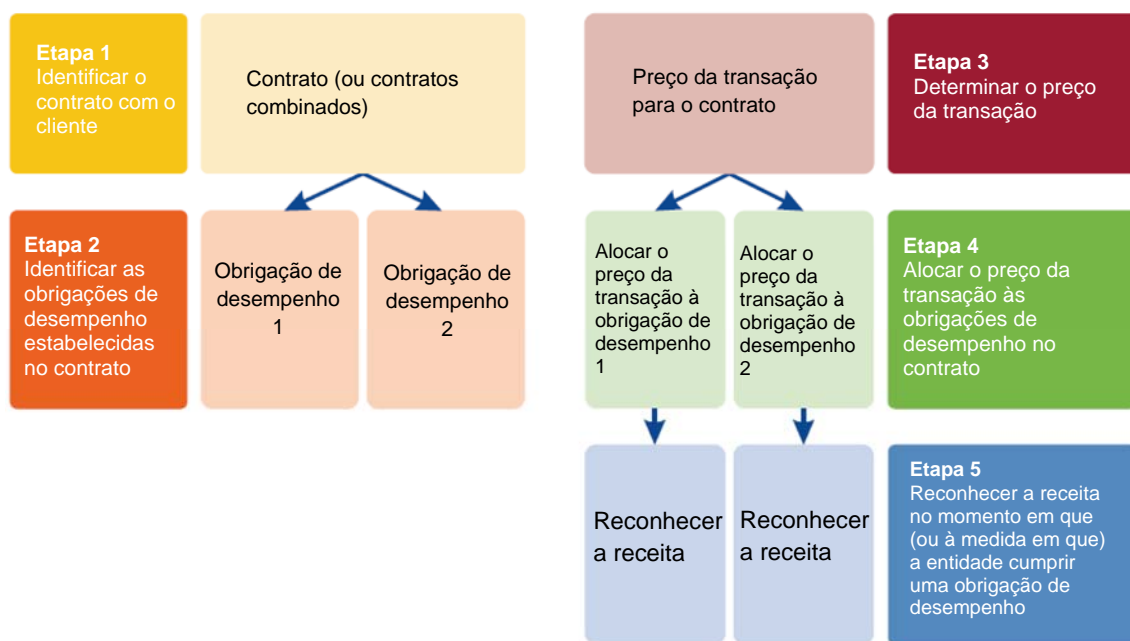 Etapa 1
Identificar o
contrato com o
cliente
Contrato (ou contratos
combinados)
Preço da transação
para o contrato
Etapa 3
Determinar o preço
da transação
Etapa 2
Identificar as
obrigações de
desempenho
estabelecidas
no contrato
Obrigação de
desempenho
1
Obrigação de
desempenho
2
Alocar o
preço da
transação à
obrigação de
desempenho
1
Alocar o
preço da
transação à
obrigação de
desempenho
2
Etapa 4
Alocar o preço da
transação às
obrigações de
desempenho no
contrato
Reconhecer
a receita
Reconhecer
a receita
Etapa 5
Reconhecer a receita
no momento em que
(ou à medida em que)
a entidade cumprir
uma obrigação de
desempenho